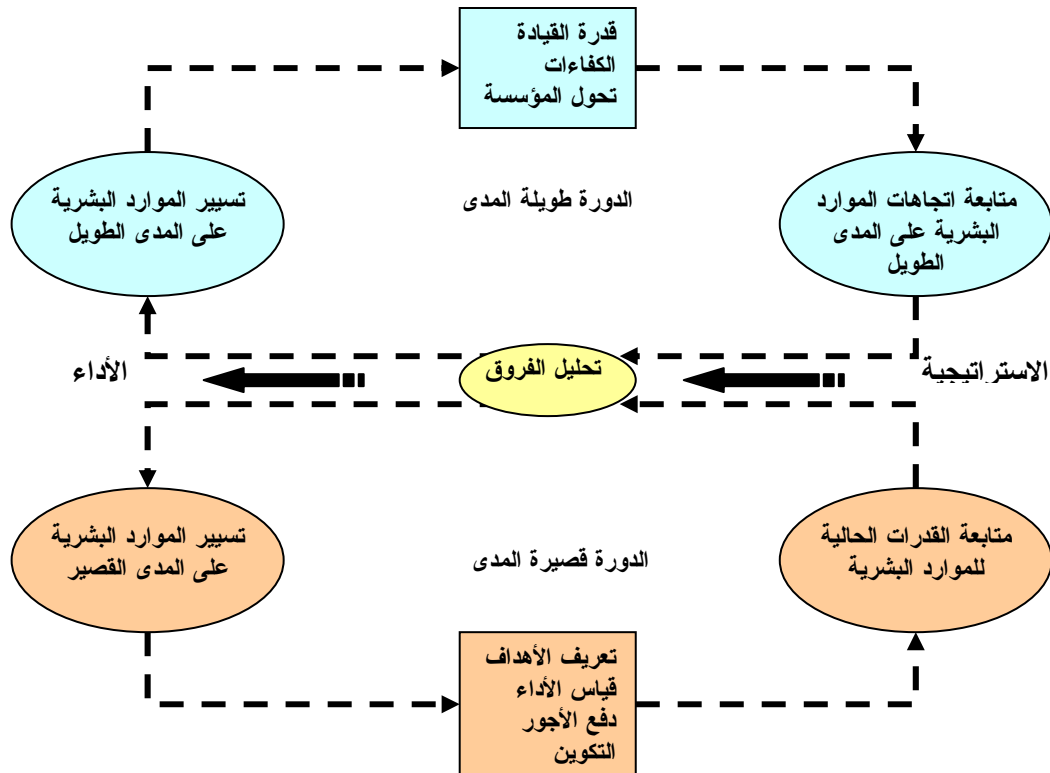 قدرة القيادة
الكفاءات
تحول المؤسسة
متابعة اتجاهات الموارد
البشرية على المدى
الطويل
الدورة طويلة المدى
تسيير الموارد البشرية
على المدى الطويل
الاستراتيجية
تحليل الفروق
الأداء
متابعة القدرات الحالية
للموارد البشرية
الدورة قصيرة المدى
تسيير الموارد البشرية
على المدى القصير
تعريف الأهداف
قياس الأداء
دفع الأجور
التكوين